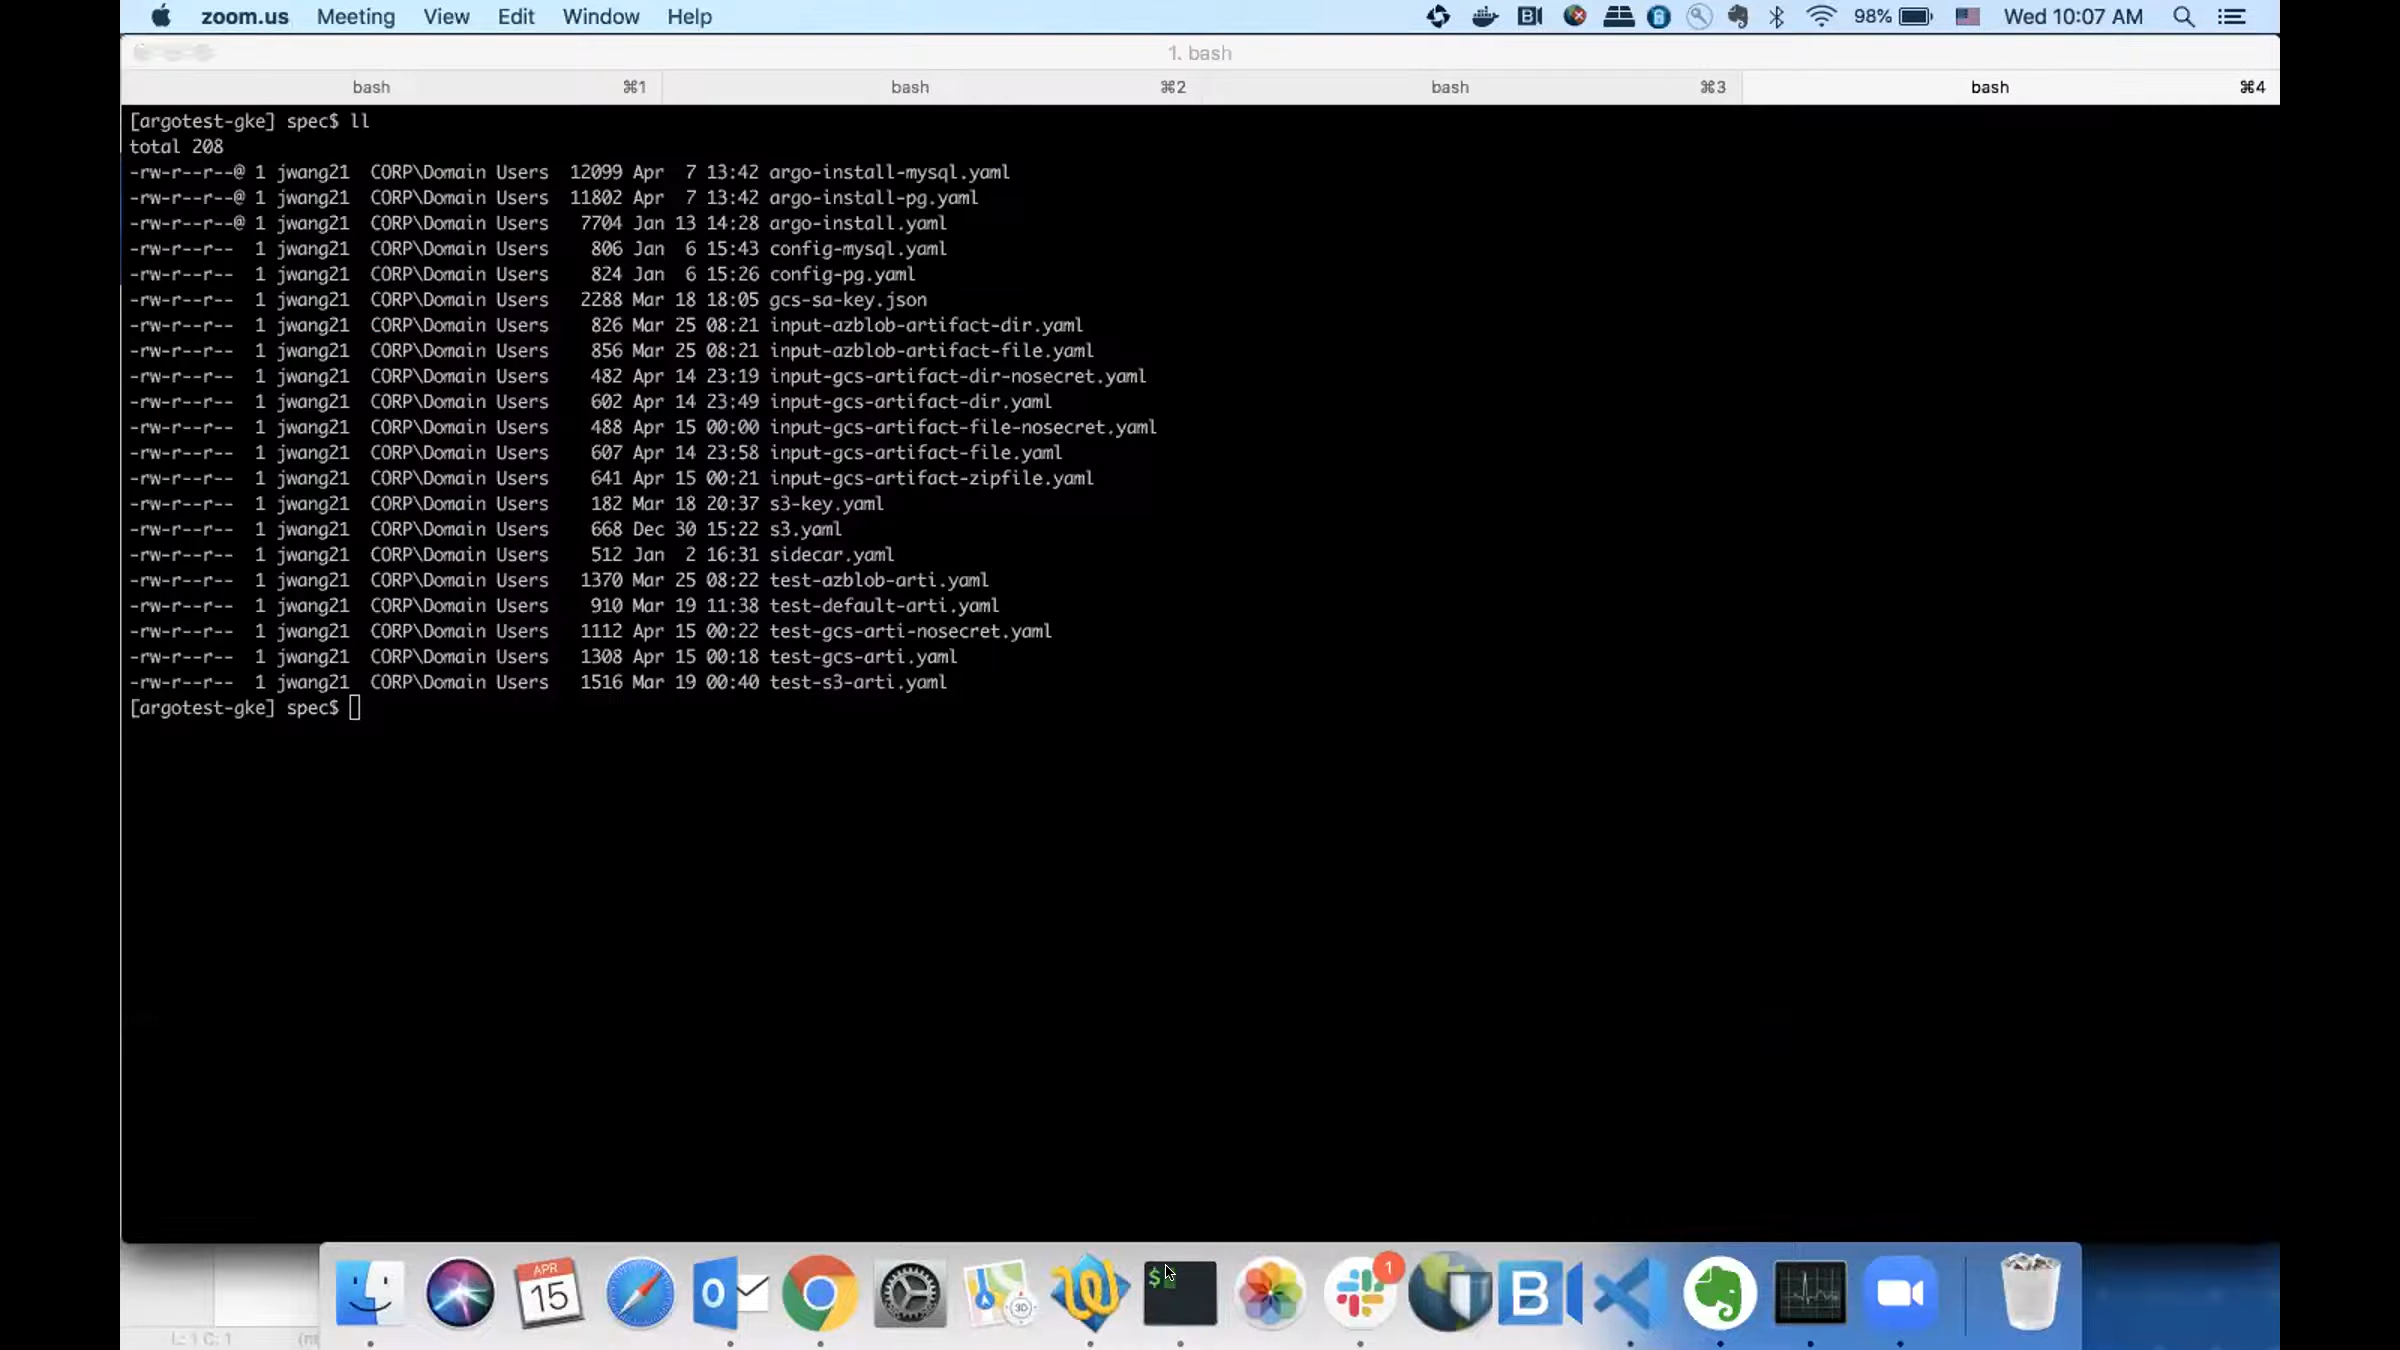 zoom.us Meeting View Edit Window Help 98% Wed 10:07 AM
1. bash
bash ⌘1 bash ⌘2 bash ⌘3 bash ⌘4
[argotest-gke] spec$ ll
total 208
-rw-r--r--@ 1 jwang21 CORP\Domain Users 12099 Apr 7 13:42 argo-install-mysql.yaml
-rw-r--r--@ 1 jwang21 CORP\Domain Users 11802 Apr 7 13:42 argo-install-pg.yaml
-rw-r--r--@ 1 jwang21 CORP\Domain Users 7704 Jan 13 14:28 argo-install.yaml
-rw-r--r-- 1 jwang21 CORP\Domain Users 806 Jan 6 15:43 config-mysql.yaml
-rw-r--r-- 1 jwang21 CORP\Domain Users 824 Jan 6 15:26 config-pg.yaml
-rw-r--r-- 1 jwang21 CORP\Domain Users 2288 Mar 18 18:05 gcs-sa-key.json
-rw-r--r-- 1 jwang21 CORP\Domain Users 826 Mar 25 08:21 input-azblob-artifact-dir.yaml
-rw-r--r-- 1 jwang21 CORP\Domain Users 856 Mar 25 08:21 input-azblob-artifact-file.yaml
-rw-r--r-- 1 jwang21 CORP\Domain Users 482 Apr 14 23:19 input-gcs-artifact-dir-nosecret.yaml
-rw-r--r-- 1 jwang21 CORP\Domain Users 602 Apr 14 23:49 input-gcs-artifact-dir.yaml
-rw-r--r-- 1 jwang21 CORP\Domain Users 488 Apr 15 00:00 input-gcs-artifact-file-nosecret.yaml
-rw-r--r-- 1 jwang21 CORP\Domain Users 607 Apr 14 23:58 input-gcs-artifact-file.yaml
-rw-r--r-- 1 jwang21 CORP\Domain Users 641 Apr 15 00:21 input-gcs-artifact-zipfile.yaml
-rw-r--r-- 1 jwang21 CORP\Domain Users 182 Mar 18 20:37 s3-key.yaml
-rw-r--r-- 1 jwang21 CORP\Domain Users 668 Dec 30 15:22 s3.yaml
-rw-r--r-- 1 jwang21 CORP\Domain Users 512 Jan 2 16:31 sidecar.yaml
-rw-r--r-- 1 jwang21 CORP\Domain Users 1370 Mar 25 08:22 test-azblob-arti.yaml
-rw-r--r-- 1 jwang21 CORP\Domain Users 910 Mar 19 11:38 test-default-arti.yaml
-rw-r--r-- 1 jwang21 CORP\Domain Users 1112 Apr 15 00:22 test-gcs-arti-nosecret.yaml
-rw-r--r-- 1 jwang21 CORP\Domain Users 1308 Apr 15 00:18 test-gcs-arti.yaml
-rw-r--r-- 1 jwang21 CORP\Domain Users 1516 Mar 19 00:40 test-s3-arti.yaml
[argotest-gke] spec$
APR
15
3D
1
L: 1 C: 1